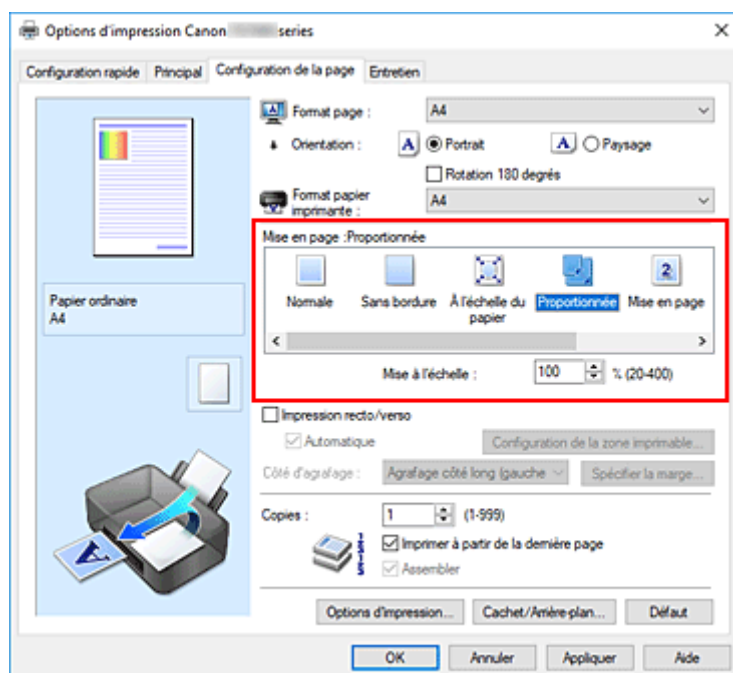 Options d'impression Canon series
Configuration rapide Principal Configuration de la page Entretien
Format page : A4
Orientation : A Portrait A Paysage
Rotation 180 degrés
Format papier imprimante : A4
Mise en page :Proportionnée
Normale Sans bordure À l'échelle du papier Proportionnée 2 Mise en page
Papier ordinaire
A4
Mise à l'échelle : 100 % (20-400)
Impression recto/verso
Automatique Configuration de la zone imprimable...
Côté d'agrafage : Agrafage côté long (gauche Spécifier la marge...
Copies : 1 (1-999)
Imprimer à partir de la dernière page
Assembler
A
Options d'impression... Cachet/Arrière-plan... Défaut
OK Annuler Appliquer Aide